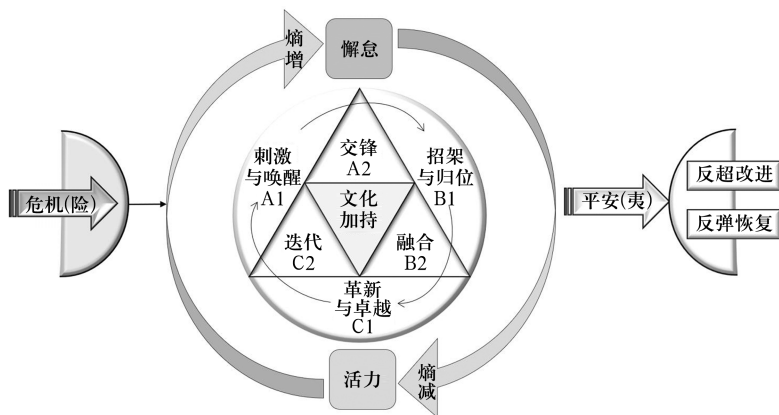 熵
增
懈怠
刺激
与唤醒
A1
交锋
A2
招架
与归位
B1
危机(险)
文化
加持
平安(夷)
反超改进
反弹恢复
迭代
C2
融合
B2
革新
与卓越
C1
活力
熵
减